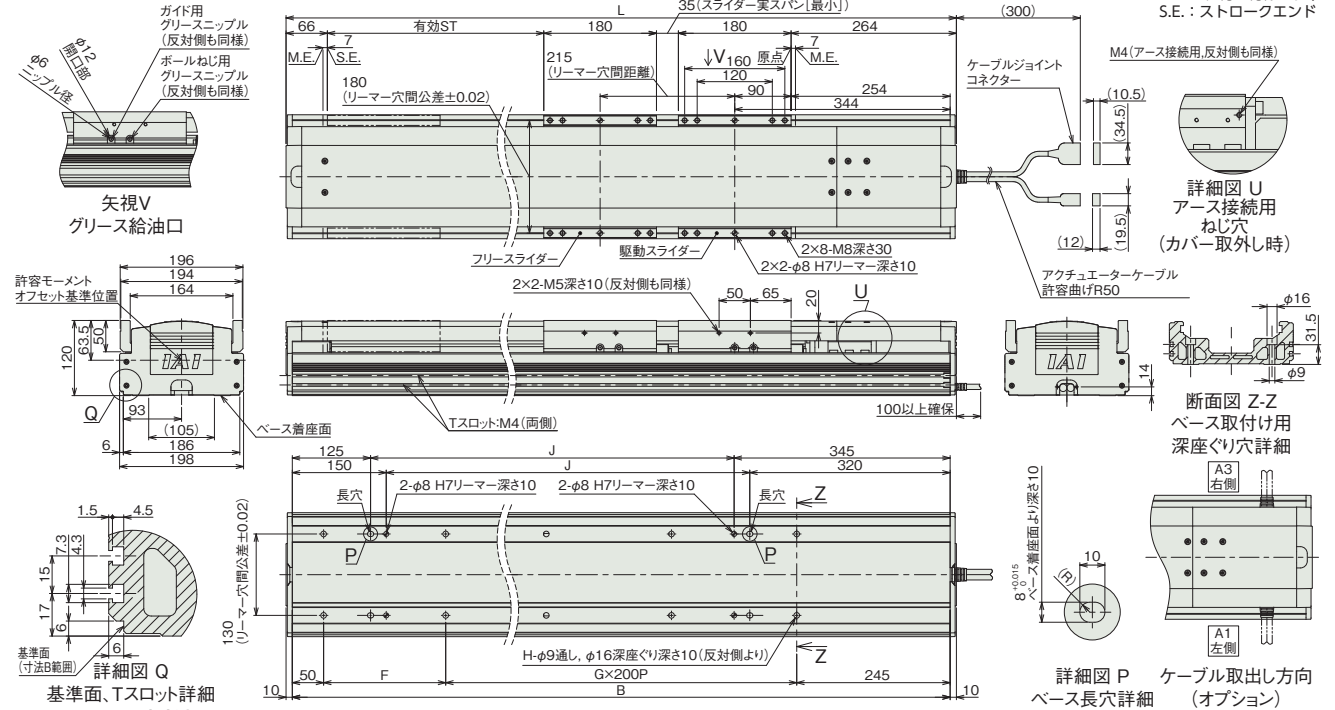 S.E.：ストロークエンド
ガイド用
グリースニップル
(反対側も同様)
ボールねじ用
グリースニップル
(反対側も同様)
φ12
開口部
φ6
ニップル径
矢視V
グリース給油口
L
35(スライダー実スパン[最小])
(300)
66
有効ST
180
180
264
7
7
M.E.
S.E.
原点
M.E.
215
(リーマー穴間距離)
V
160
120
180
(リーマー穴間公差±0.02)
90
254
344
ケーブルジョイント
コネクター
(10.5)
(34.5)
(12)
(19.5)
M4(アース接続用,反対側も同様)
詳細図 U
アース接続用
ねじ穴
(カバー取外し時)
フリースライダー
駆動スライダー
2×8-M8深さ30
2×2-φ8 H7リーマー深さ10
アクチュエーターケーブル
許容曲げR50
196
194
164
許容モーメント
オフセット基準位置
120
63.5
50
IAI
Q
93
(105)
6
186
198
ベース着座面
2×2-M5深さ10(反対側も同様)
50
65
20
U
Tスロット:M4(両側)
100以上確保
IAI
14
φ16
31.5
φ9
断面図 Z-Z
ベース取付け用
深座ぐり穴詳細
125
J
345
150
J
320
2-φ8 H7リーマー深さ10
2-φ8 H7リーマー深さ10
長穴
長穴
Z
P
P
130
(リーマー穴間公差±0.02)
H-φ9通し, φ16深座ぐり深さ10(反対側より)
Z
50
F
G×200P
245
10
B
10
1.5
4.5
7.3
4.3
15
17
6
6
基準面
(寸法B範囲)
詳細図 Q
基準面、Tスロット詳細
8 +0.015 0
ベース着座面より深さ10
10
(R)
詳細図 P
ベース長穴詳細
A3
右側
A1
左側
ケーブル取出し方向
(オプション)